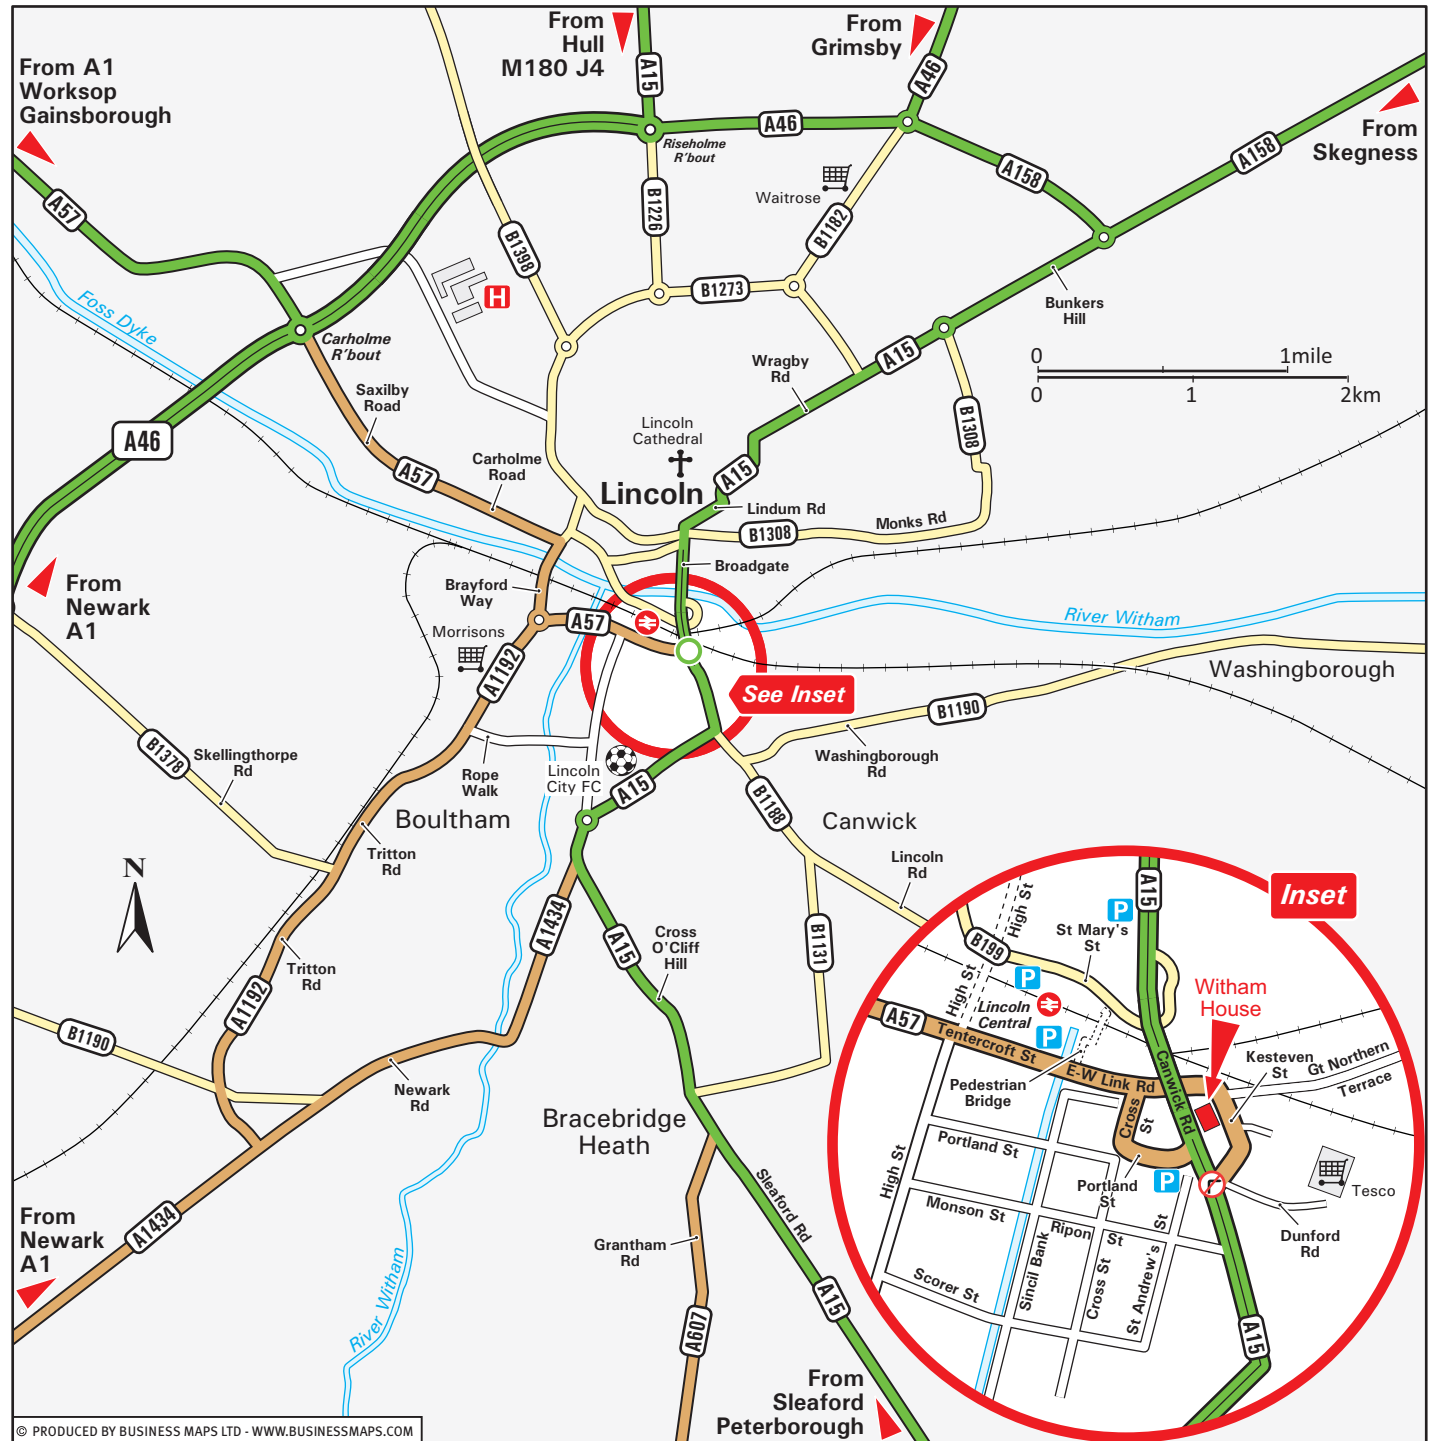 From
Hull
M180 J4
From
Grimsby
From A1
Worksop
Gainsborough
From
Skegness
A15
A46
A46
A158
A158
Riseholme
R'bout
Waitrose
A57
B1226
B1182
B1398
B1273
H
Bunkers
Hill
Foss Dyke
Carholme
R'bout
0
1mile
0
1
2km
Wragby
Rd
A15
Saxilby
Road
A46
Lincoln
Cathedral
B1308
Carholme
Road
A57
A15
Lincoln
Lindum Rd
Monks Rd
B1308
Broadgate
From
Newark
A1
Brayford
Way
A57
River Witham
Morrisons
A1192
Washingborough
See Inset
B1190
B1378
Skellingthorpe
Rd
Washingborough
Rd
Rope
Walk
Lincoln
City FC
A15
B1188
Boultham
Canwick
N
Tritton
Rd
Lincoln
Rd
A1434
A15
Cross
O'Cliff
Hill
B1131
Tritton
Rd
A1192
B1190
Newark
Rd
Bracebridge
Heath
Sleaford Rd
From
Newark
A1
A1434
Grantham
Rd
River Witham
A15
A607
From
Sleaford
Peterborough
Inset
A15
P
High St
St Mary's
St
B199
High St
P
Witham
House
Lincoln
Central
A57
P
Tentercroft St
Kesteven
St
Gt Northern
Terrace
E-W Link Rd
Canwick Rd
Pedestrian
Bridge
Cross
St
Portland St
High St
Portland
St
P
Tesco
Monson St
Ripon St
St Andrew's St
Dunford
Rd
Sincil Bank
Cross St
Scorer St
A15
© PRODUCED BY BUSINESS MAPS LTD - WWW.BUSINESSMAPS.COM